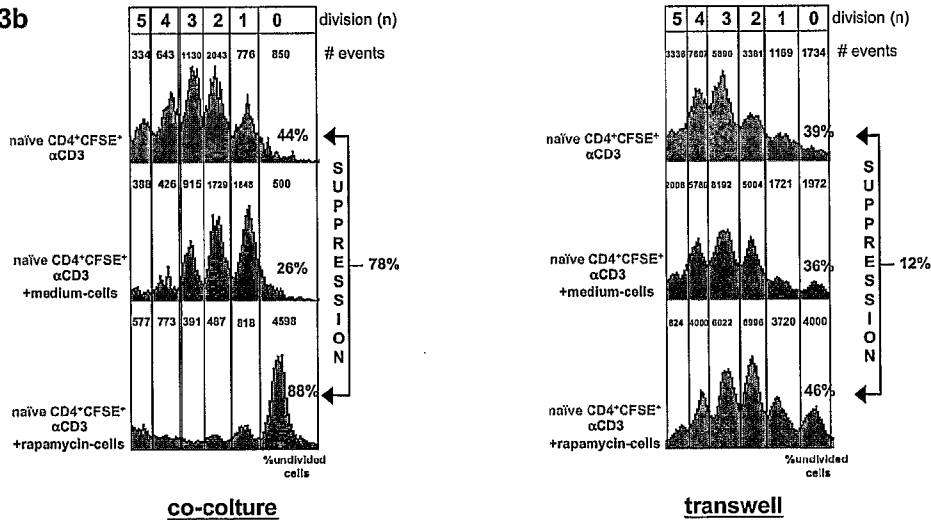 3b
5 4 3 2 1 0 division (n)
334 643 1130 2043 776 850 # events
naïve CD4+CFSE+
αCD3
44%
388 426 915 1729 1848 500
naïve CD4+CFSE+
αCD3
+medium-cells
26%
577 773 391 487 818 4598
naïve CD4+CFSE+
αCD3
+rapamycin-cells
88%
%undivided
cells
SUPPRESSION
78%
co-colture
5 4 3 2 1 0 division (n)
3336 7607 5890 3361 1169 1734 # events
naïve CD4+CFSE+
αCD3
39%
2008 5780 8192 5004 1721 1972
naïve CD4+CFSE+
αCD3
+medium-cells
36%
824 4000 6022 6996 3720 4000
naïve CD4+CFSE+
αCD3
+rapamycin-cells
46%
%undivided
cells
SUPPRESSION
12%
transwell